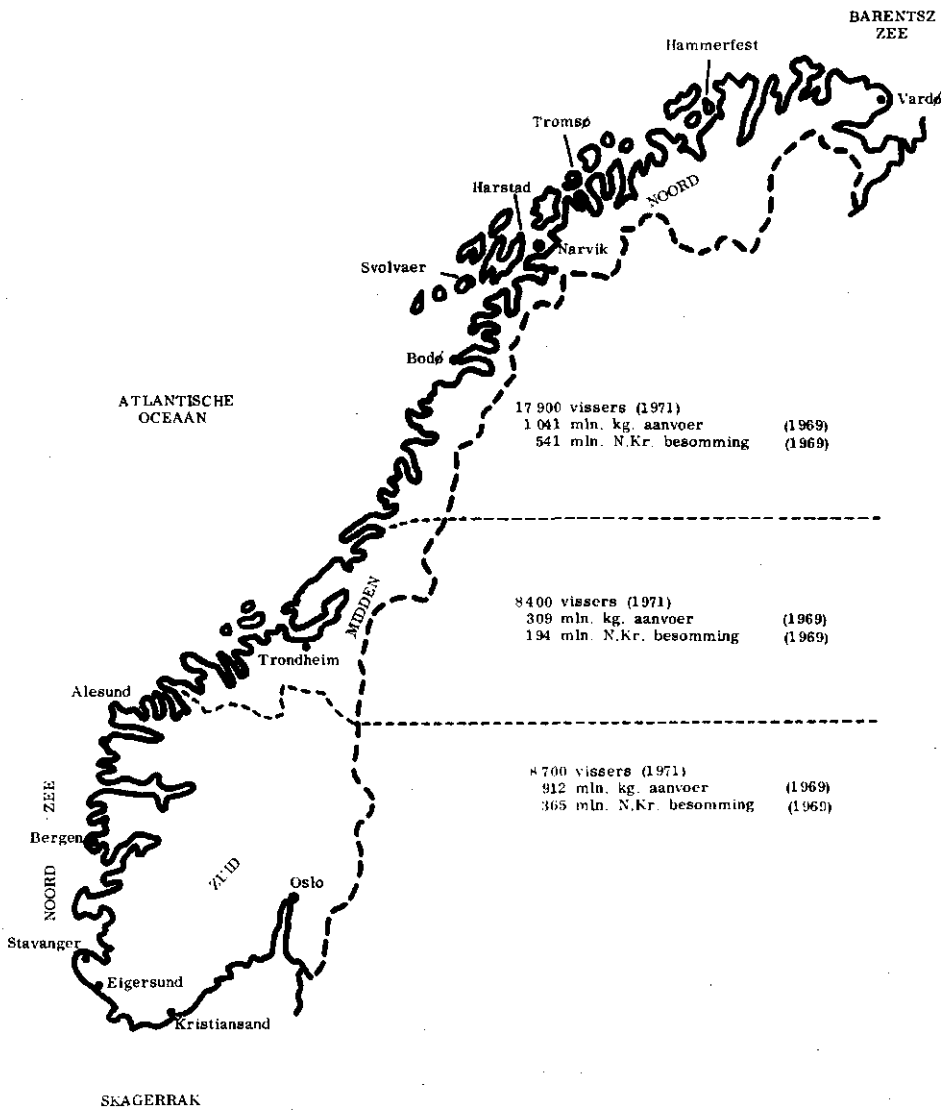 BARENTSZ
ZEE
Hammerfest
Vardø
Tromsø
NOORD
Harstad
Narvik
Svolvaer
Bodø
ATLANTISCHE
OCEAAN
17 900 vissers (1971)
1 041 mln. kg. aanvoer (1969)
541 mln. N.Kr. besomming (1969)
MIDDEN
8 400 vissers (1971)
309 mln. kg. aanvoer (1969)
194 mln. N.Kr. besomming (1969)
Trondheim
Alesund
8 700 vissers (1971)
912 mln. kg. aanvoer (1969)
365 mln. N.Kr. besomming (1969)
NOORD ZEE
Bergen
ZUID
Oslo
Stavanger
Eigersund
Kristiansand
SKAGERRAK